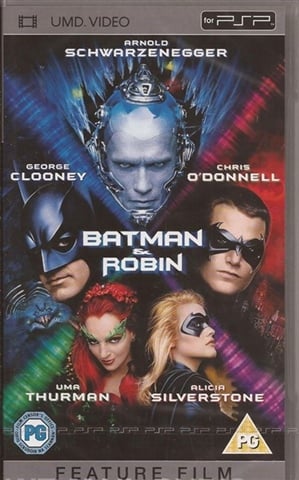 UMD. VIDEO
for PSP
ARNOLD
SCHWARZENEGGER
GEORGE
CLOONEY
CHRIS
O'DONNELL
BATMAN
&
ROBIN
UMA
THURMAN
ALICIA
SILVERSTONE
PG
PG
FEATURE FILM